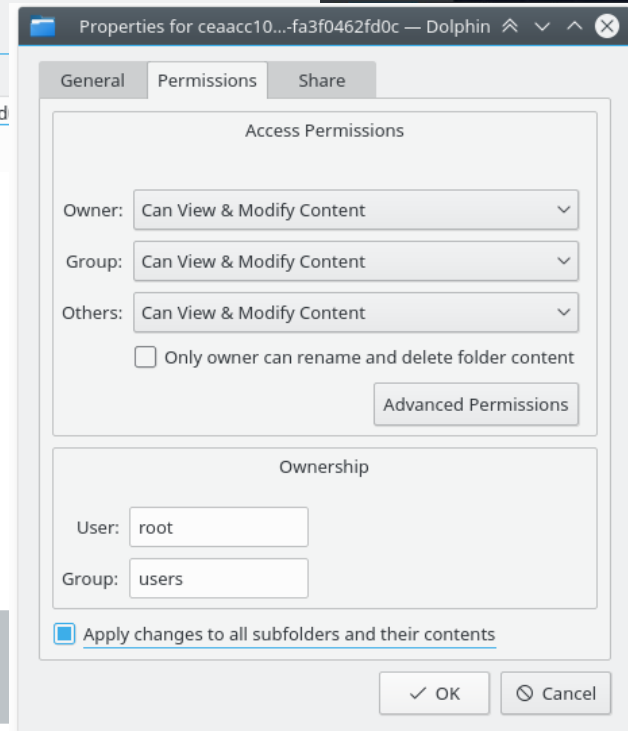 Properties for ceaacc10...-fa3f0462fd0c — Dolphin
General Permissions Share
Access Permissions
Owner: Can View & Modify Content
Group: Can View & Modify Content
Others: Can View & Modify Content
Only owner can rename and delete folder content
Advanced Permissions
Ownership
User: root
Group: users
Apply changes to all subfolders and their contents
OK Cancel